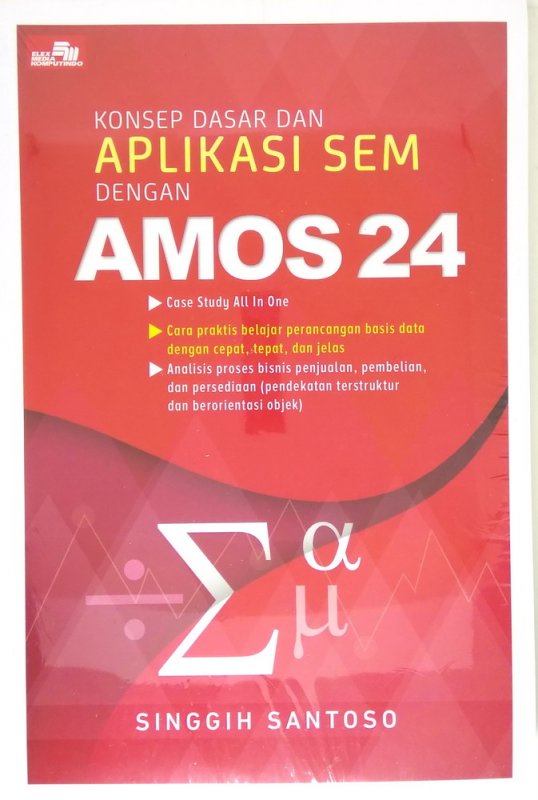 ELEX
MEDIA
KOMPUTINDO
KONSEP DASAR DAN
APLIKASI SEM
DENGAN
AMOS 24
Case Study All In One
Cara praktis belajar perancangan basis data
dengan cepat, tepat, dan jelas
Analisis proses bisnis penjualan, pembelian,
dan persediaan (pendekatan terstruktur
dan berorientasi objek)
÷ Σ α
μ
SINGGIH SANTOSO